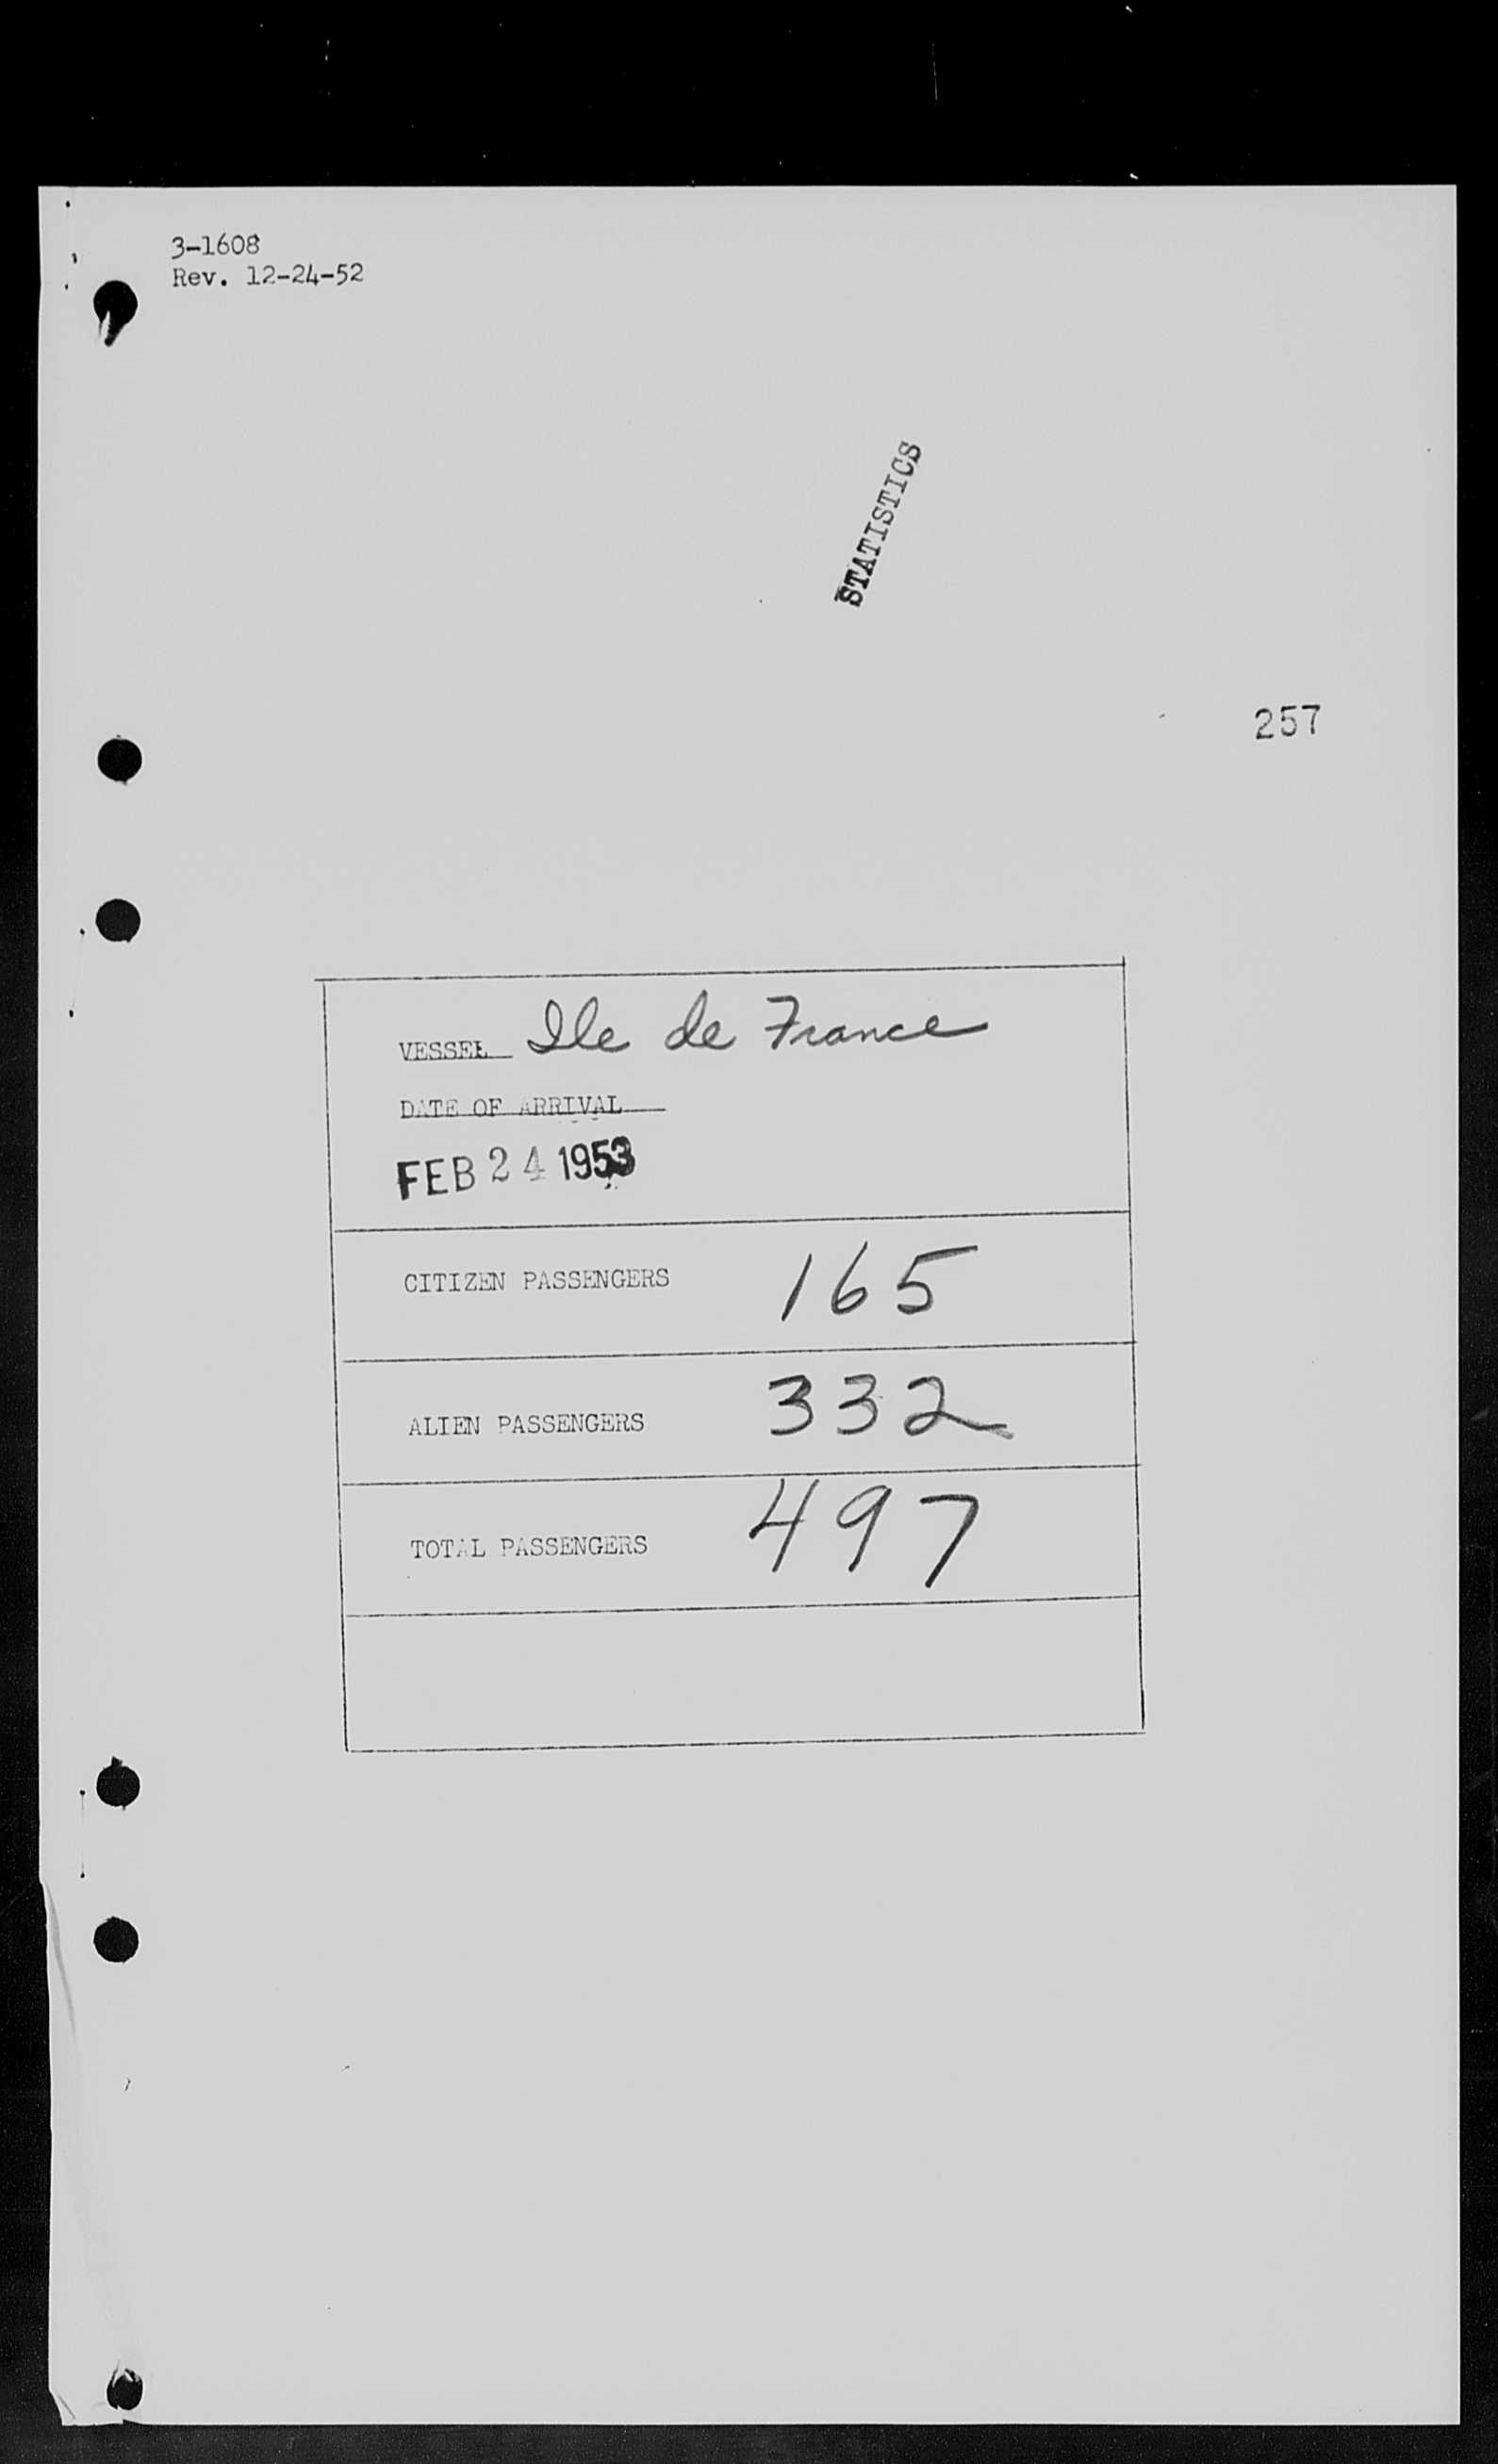 3-1608
Rev. 12-24-52
STATISTICS
257
VESSEL Ile de France
DATE OF ARRIVAL
FEB 24 1953
CITIZEN PASSENGERS 165
ALIEN PASSENGERS 332
TOTAL PASSENGERS 497